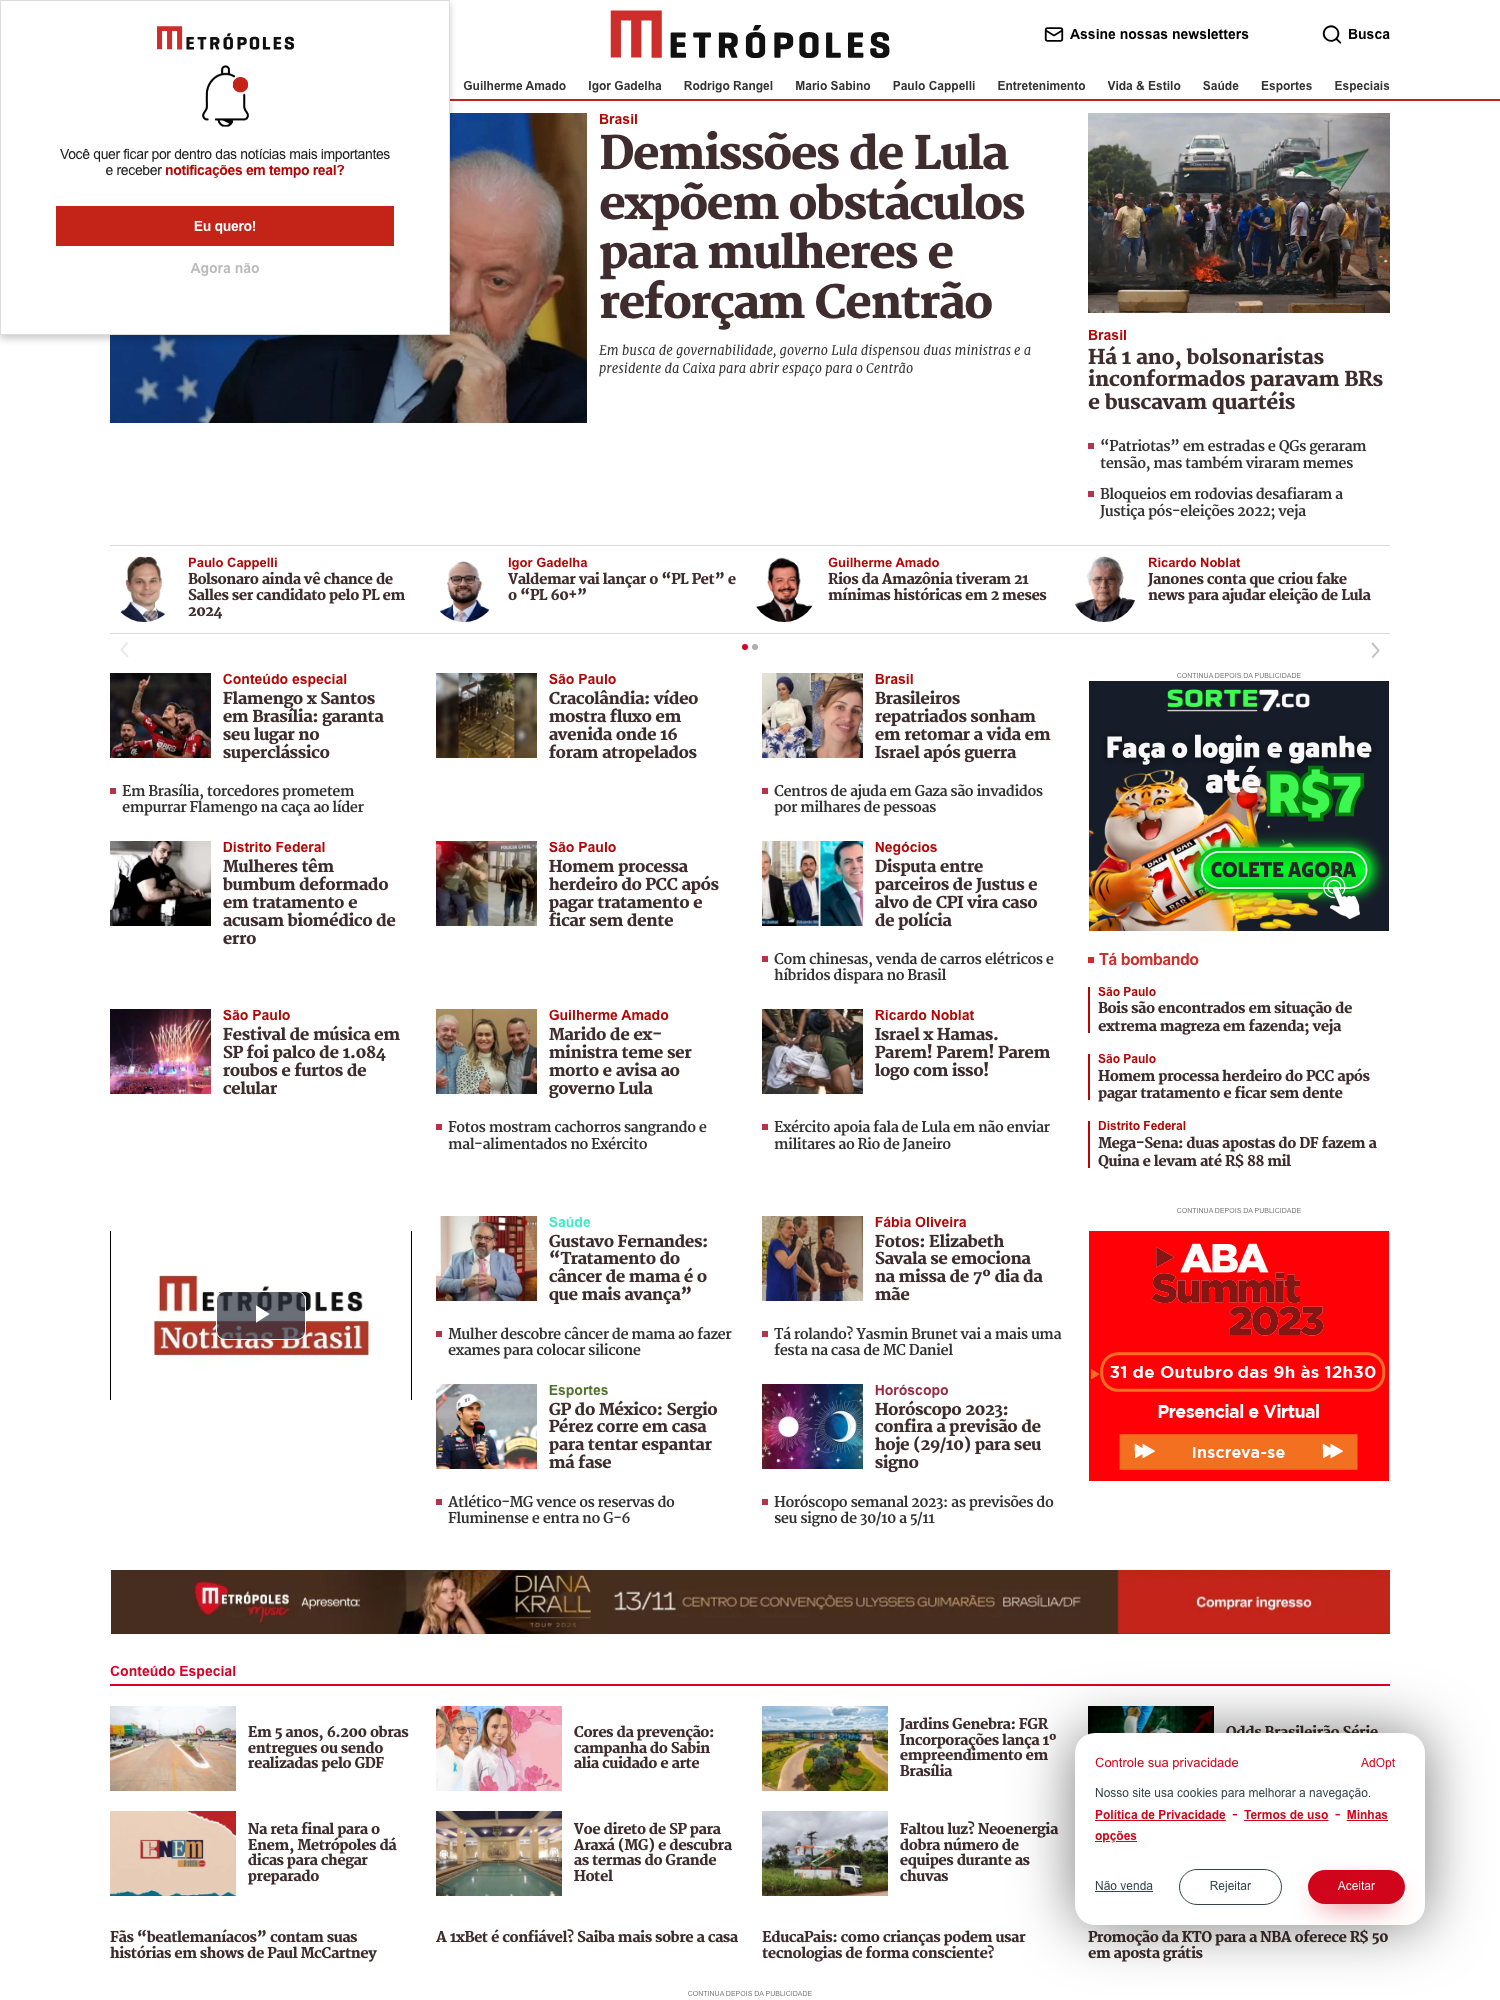 METRÓPOLES
Você quer ficar por dentro das notícias mais importantes
e receber notificações em tempo real?
Eu quero!
Agora não
METRÓPOLES
Assine nossas newsletters
Busca
Guilherme Amado
Igor Gadelha
Rodrigo Rangel
Mario Sabino
Paulo Cappelli
Entretenimento
Vida & Estilo
Saúde
Esportes
Especiais
Brasil
Demissões de Lula
expõem obstáculos
para mulheres e
reforçam Centrão
Em busca de governabilidade, governo Lula dispensou duas ministras e a
presidente da Caixa para abrir espaço para o Centrão
Brasil
Há 1 ano, bolsonaristas
inconformados paravam BRs
e buscavam quartéis
“Patriotas” em estradas e QGs geraram
tensão, mas também viraram memes
Bloqueios em rodovias desafiaram a
Justiça pós-eleições 2022; veja
Paulo Cappelli
Bolsonaro ainda vê chance de
Salles ser candidato pelo PL em
2024
Igor Gadelha
Valdemar vai lançar o “PL Pet” e
o “PL 60+”
Guilherme Amado
Rios da Amazônia tiveram 21
mínimas históricas em 2 meses
Ricardo Noblat
Janones conta que criou fake
news para ajudar eleição de Lula
Conteúdo especial
Flamengo x Santos
em Brasília: garanta
seu lugar no
superclássico
Em Brasília, torcedores prometem
empurrar Flamengo na caça ao líder
São Paulo
Cracolândia: vídeo
mostra fluxo em
avenida onde 16
foram atropelados
Brasil
Brasileiros
repatriados sonham
em retomar a vida em
Israel após guerra
Centros de ajuda em Gaza são invadidos
por milhares de pessoas
CONTINUA DEPOIS DA PUBLICIDADE
SORTE7.CO
Faça o login e ganhe
até R$7
COLETE AGORA
Distrito Federal
Mulheres têm
bumbum deformado
em tratamento e
acusam biomédico de
erro
São Paulo
Homem processa
herdeiro do PCC após
pagar tratamento e
ficar sem dente
Negócios
Disputa entre
parceiros de Justus e
alvo de CPI vira caso
de polícia
Com chinesas, venda de carros elétricos e
híbridos dispara no Brasil
Tá bombando
São Paulo
Bois são encontrados em situação de
extrema magreza em fazenda; veja
São Paulo
Homem processa herdeiro do PCC após
pagar tratamento e ficar sem dente
Distrito Federal
Mega-Sena: duas apostas do DF fazem a
Quina e levam até R$ 88 mil
São Paulo
Festival de música em
SP foi palco de 1.084
roubos e furtos de
celular
Guilherme Amado
Marido de ex-
ministra teme ser
morto e avisa ao
governo Lula
Fotos mostram cachorros sangrando e
mal-alimentados no Exército
Ricardo Noblat
Israel x Hamas.
Parem! Parem! Parem
logo com isso!
Exército apoia fala de Lula em não enviar
militares ao Rio de Janeiro
METRÓPOLES
Notícias Brasil
Saúde
Gustavo Fernandes:
“Tratamento do
câncer de mama é o
que mais avança”
Mulher descobre câncer de mama ao fazer
exames para colocar silicone
Fábia Oliveira
Fotos: Elizabeth
Savala se emociona
na missa de 7º dia da
mãe
Tá rolando? Yasmin Brunet vai a mais uma
festa na casa de MC Daniel
CONTINUA DEPOIS DA PUBLICIDADE
ABA
Summit
2023
31 de Outubro das 9h às 12h30
Presencial e Virtual
Inscreva-se
Esportes
GP do México: Sergio
Pérez corre em casa
para tentar espantar
má fase
Atlético-MG vence os reservas do
Fluminense e entra no G-6
Horóscopo
Horóscopo 2023:
confira a previsão de
hoje (29/10) para seu
signo
Horóscopo semanal 2023: as previsões do
seu signo de 30/10 a 5/11
METRÓPOLES
music
Apresenta:
DIANA
KRALL
TOUR 2023
13/11 CENTRO DE CONVENÇÕES ULYSSES GUIMARÃES BRASÍLIA/DF
Comprar ingresso
Conteúdo Especial
Em 5 anos, 6.200 obras
entregues ou sendo
realizadas pelo GDF
Cores da prevenção:
campanha do Sabin
alia cuidado e arte
Jardins Genebra: FGR
Incorporações lança 1º
empreendimento em
Brasília
Odds Brasileirão Série
Controle sua privacidade
AdOpt
Nosso site usa cookies para melhorar a navegação.
Política de Privacidade - Termos de uso - Minhas
opções
Não venda
Rejeitar
Aceitar
ENEM
Na reta final para o
Enem, Metrópoles dá
dicas para chegar
preparado
Voe direto de SP para
Araxá (MG) e descubra
as termas do Grande
Hotel
Faltou luz? Neoenergia
dobra número de
equipes durante as
chuvas
Fãs “beatlemaníacos” contam suas
histórias em shows de Paul McCartney
A 1xBet é confiável? Saiba mais sobre a casa
EducaPais: como crianças podem usar
tecnologias de forma consciente?
Promoção da KTO para a NBA oferece R$ 50
em aposta grátis
CONTINUA DEPOIS DA PUBLICIDADE